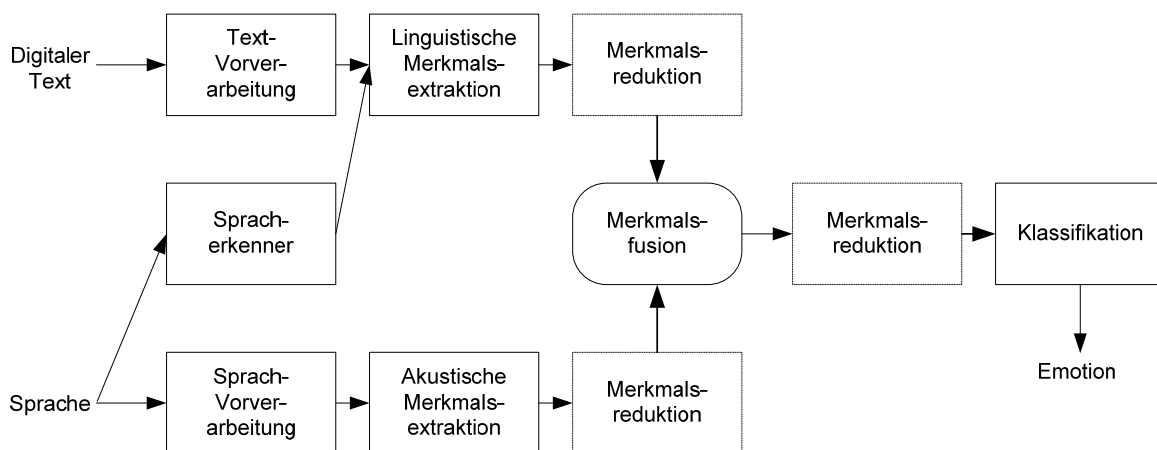 Digitaler
Text
Text-
Vorver-
arbeitung
Linguistische
Merkmals-
extraktion
Merkmals-
reduktion
Sprach-
erkenner
Merkmals-
fusion
Merkmals-
reduktion
Klassifikation
Sprache
Sprach-
Vorver-
arbeitung
Akustische
Merkmals-
extraktion
Merkmals-
reduktion
Emotion